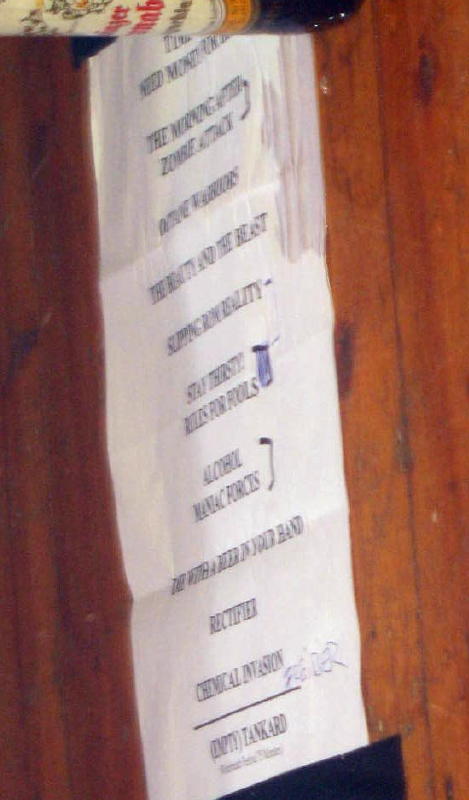 NEED MONEY FOR BEER
THE MORNING AFTER
ZOMBIE ATTACK
OCTANE WARRIORS
THE BEAUTY AND THE BEAST
SLIPPING FROM REALITY
STAY THIRSTY!
RULES FOR FOOLS
ALCOHOL
MANIAC FORCES
DIE WITH A BEER IN YOUR HAND
RECTIFIER
CHEMICAL INVASION
(EMPTY) TANKARD